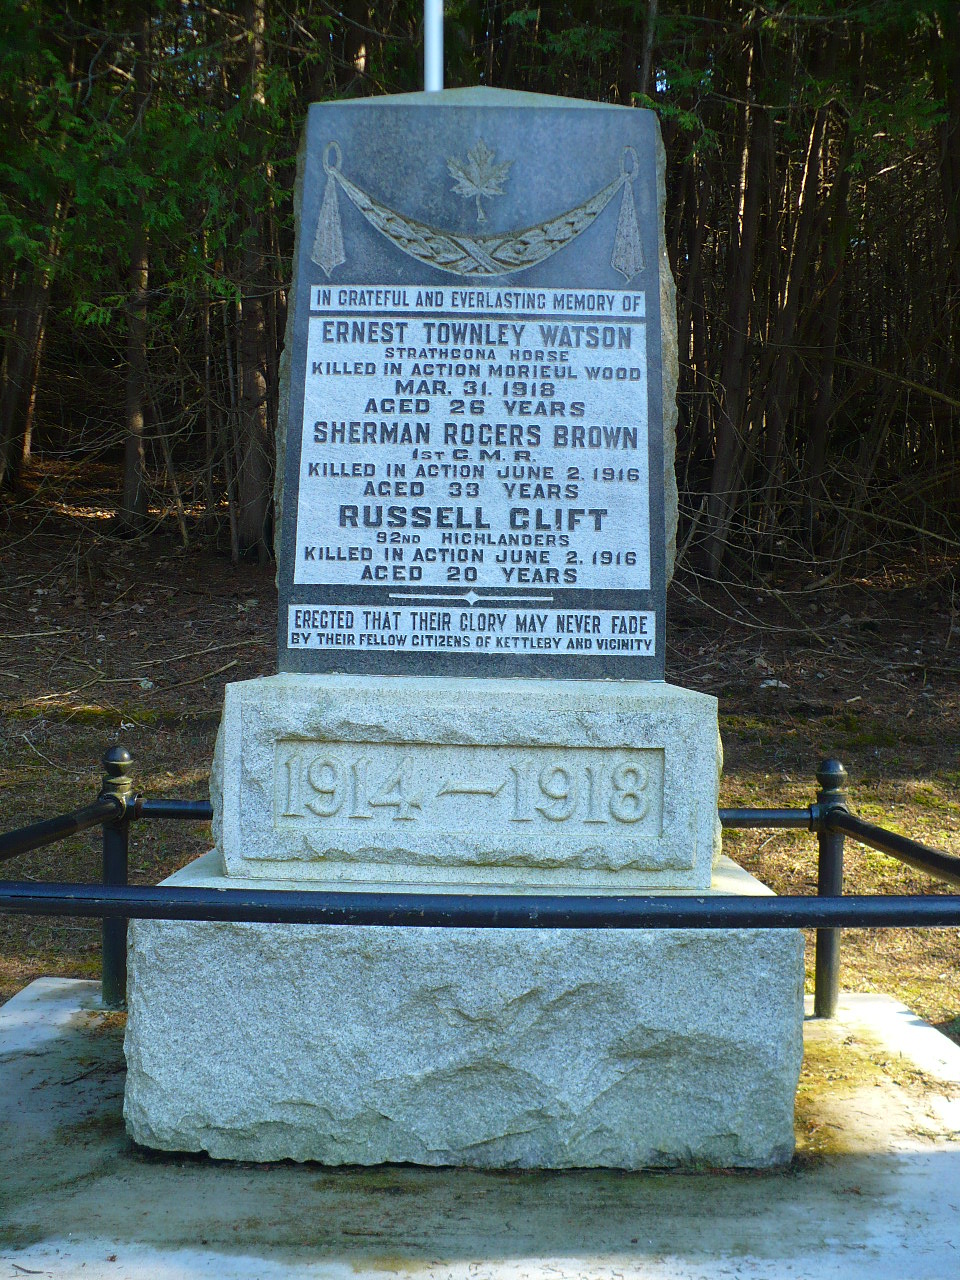 IN GRATEFUL AND EVERLASTING MEMORY OF
ERNEST TOWNLEY WATSON
STRATHCONA HORSE
KILLED IN ACTION MORIEUL WOOD
MAR. 31. 1918
AGED 26 YEARS
SHERMAN ROGERS BROWN
1ST C.M.R.
KILLED IN ACTION JUNE 2. 1916
AGED 33 YEARS
RUSSELL CLIFT
92ND HIGHLANDERS
KILLED IN ACTION JUNE 2. 1916
AGED 20 YEARS
ERECTED THAT THEIR GLORY MAY NEVER FADE
BY THEIR FELLOW CITIZENS OF KETTLEBY AND VICINITY
1914 — 1918